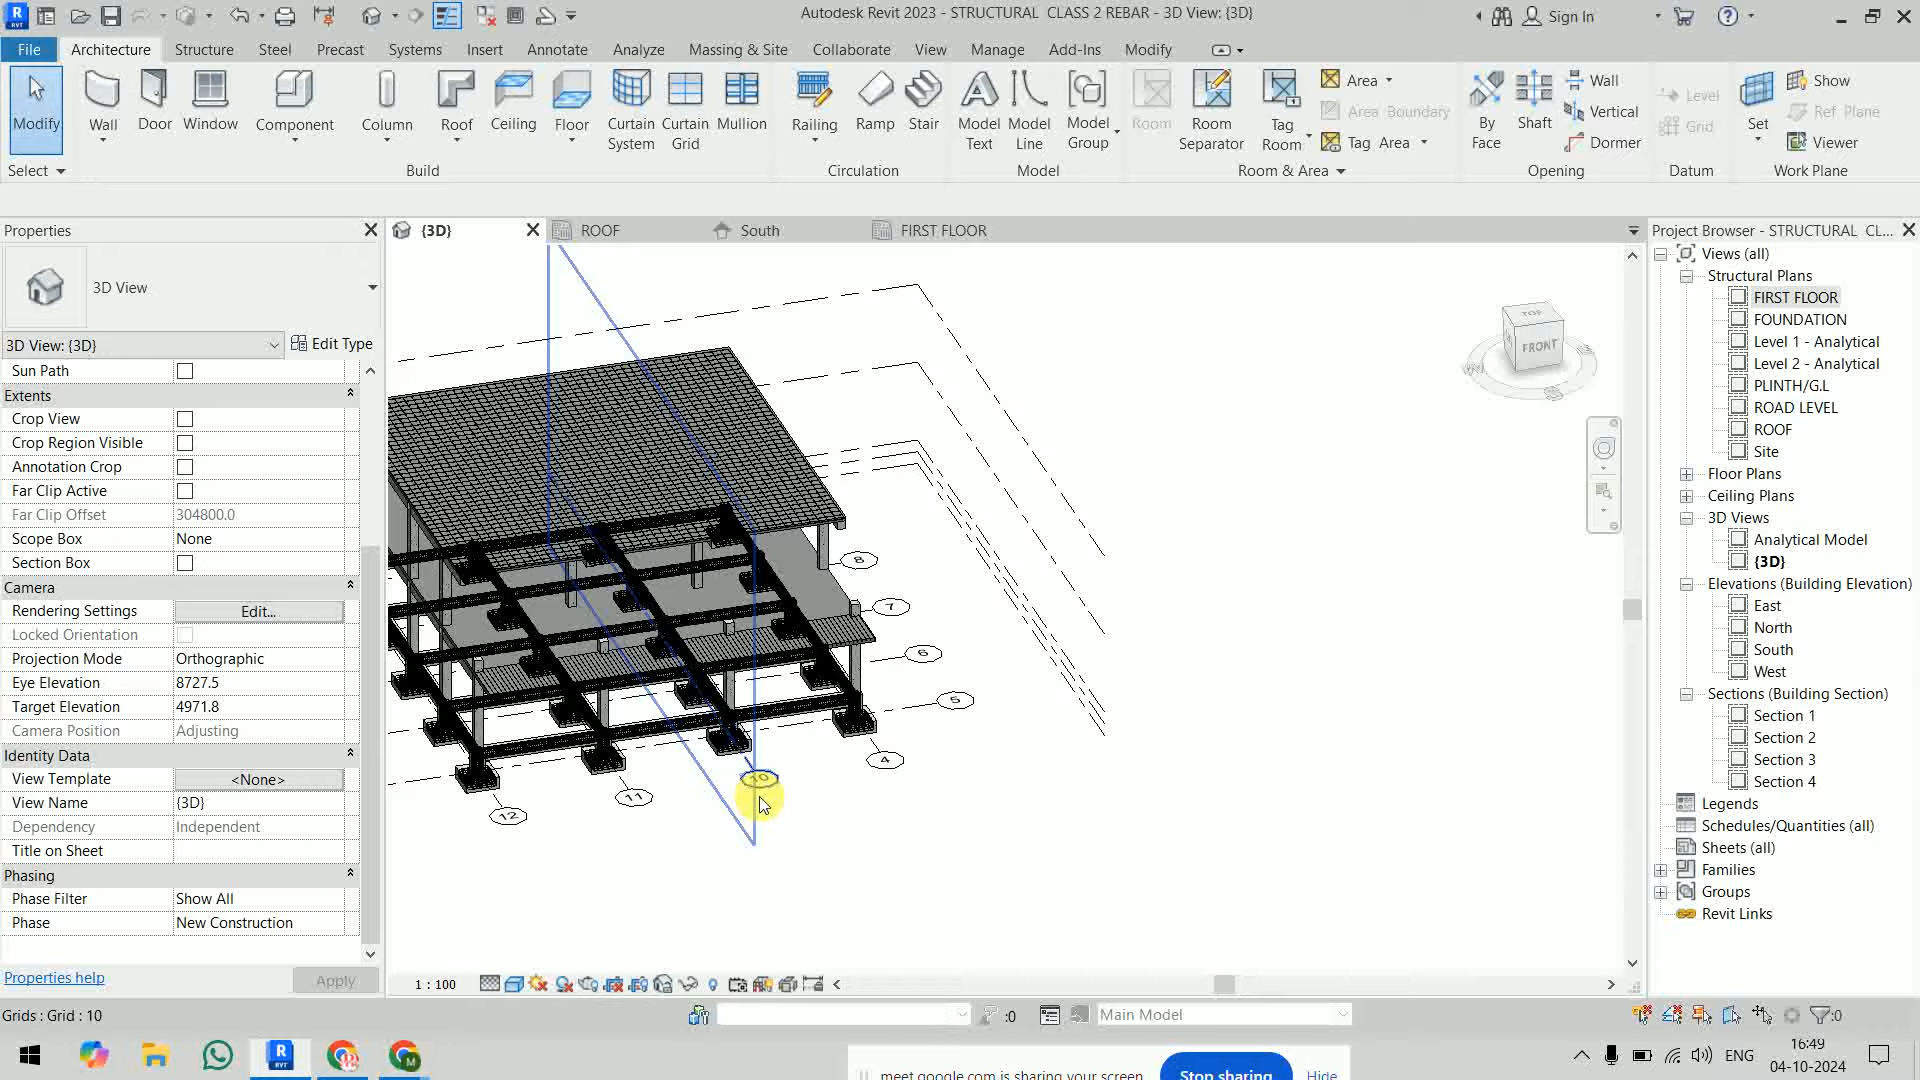 Autodesk Revit 2023 - STRUCTURAL CLASS 2 REBAR - 3D View: {3D}
Sign In
File Architecture Structure Steel Precast Systems Insert Annotate Analyze Massing & Site Collaborate View Manage Add-Ins Modify
Modify Wall Door Window Component Column Roof Ceiling Floor Curtain System Curtain Grid Mullion Railing Ramp Stair Model Text Model Line Model Group Room Room Separator Tag Room
Area
Area Boundary
Tag Area
By Face Shaft Wall Vertical Dormer
Level
Grid
Set Show Ref Plane Viewer
Select Build Circulation Model Room & Area Opening Datum Work Plane
Properties
3D View
3D View: {3D} Edit Type
Sun Path
Extents
Crop View
Crop Region Visible
Annotation Crop
Far Clip Active
Far Clip Offset 304800.0
Scope Box None
Section Box
Camera
Rendering Settings Edit...
Locked Orientation
Projection Mode Orthographic
Eye Elevation 8727.5
Target Elevation 4971.8
Camera Position Adjusting
Identity Data
View Template <None>
View Name {3D}
Dependency Independent
Title on Sheet
Phasing
Phase Filter Show All
Phase New Construction
Properties help Apply
{3D} ROOF South FIRST FLOOR
TOP
FRONT
8
7
6
5
4
10
11
12
1 : 100
Project Browser - STRUCTURAL CL...
Views (all)
Structural Plans
FIRST FLOOR
FOUNDATION
Level 1 - Analytical
Level 2 - Analytical
PLINTH/G.L
ROAD LEVEL
ROOF
Site
Floor Plans
Ceiling Plans
3D Views
Analytical Model
{3D}
Elevations (Building Elevation)
East
North
South
West
Sections (Building Section)
Section 1
Section 2
Section 3
Section 4
Legends
Schedules/Quantities (all)
Sheets (all)
Families
Groups
Revit Links
Grids : Grid : 10 :0 Main Model :0
meet.google.com is sharing your screen. Stop sharing Hide
ENG
16:49
04-10-2024